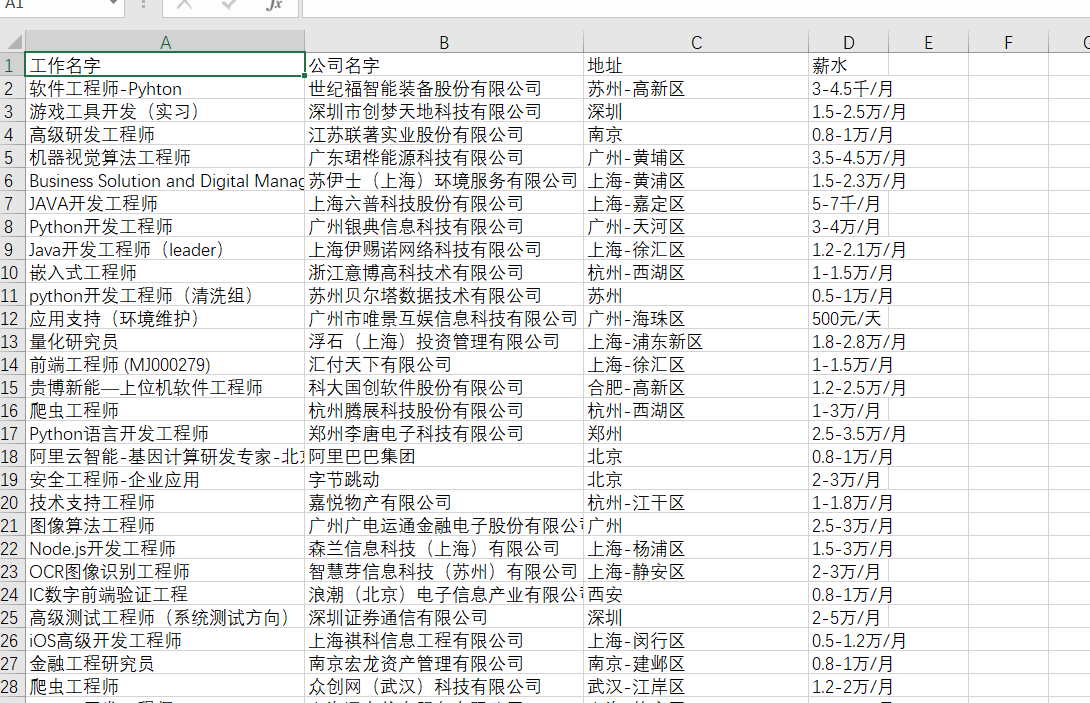 A1 fx
A B C D E F
1 工作名字 公司名字 地址 薪水
2 软件工程师-Pyhton 世纪福智能装备股份有限公司 苏州-高新区 3-4.5千/月
3 游戏工具开发（实习） 深圳市创梦天地科技有限公司 深圳 1.5-2.5万/月
4 高级研发工程师 江苏联著实业股份有限公司 南京 0.8-1万/月
5 机器视觉算法工程师 广东珺桦能源科技有限公司 广州-黄埔区 3.5-4.5万/月
6 Business Solution and Digital Manag 苏伊士（上海）环境服务有限公司 上海-黄浦区 1.5-2.3万/月
7 JAVA开发工程师 上海六普科技股份有限公司 上海-嘉定区 5-7千/月
8 Python开发工程师 广州银典信息科技有限公司 广州-天河区 3-4万/月
9 Java开发工程师（leader） 上海伊赐诺网络科技有限公司 上海-徐汇区 1.2-2.1万/月
10 嵌入式工程师 浙江意博高科技术有限公司 杭州-西湖区 1-1.5万/月
11 python开发工程师（清洗组） 苏州贝尔塔数据技术有限公司 苏州 0.5-1万/月
12 应用支持（环境维护） 广州市唯景互娱信息科技有限公司 广州-海珠区 500元/天
13 量化研究员 浮石（上海）投资管理有限公司 上海-浦东新区 1.8-2.8万/月
14 前端工程师 (MJ000279) 汇付天下有限公司 上海-徐汇区 1-1.5万/月
15 贵博新能—上位机软件工程师 科大国创软件股份有限公司 合肥-高新区 1.2-2.5万/月
16 爬虫工程师 杭州腾展科技股份有限公司 杭州-西湖区 1-3万/月
17 Python语言开发工程师 郑州李唐电子科技有限公司 郑州 2.5-3.5万/月
18 阿里云智能-基因计算研发专家-北 阿里巴巴集团 北京 0.8-1万/月
19 安全工程师-企业应用 字节跳动 北京 2-3万/月
20 技术支持工程师 嘉悦物产有限公司 杭州-江干区 1-1.8万/月
21 图像算法工程师 广州广电运通金融电子股份有限公 广州 2.5-3万/月
22 Node.js开发工程师 森兰信息科技（上海）有限公司 上海-杨浦区 1.5-3万/月
23 OCR图像识别工程师 智慧芽信息科技（苏州）有限公司 上海-静安区 2-3万/月
24 IC数字前端验证工程 浪潮（北京）电子信息产业有限公 西安 0.8-1万/月
25 高级测试工程师（系统测试方向） 深圳证券通信有限公司 深圳 2-5万/月
26 iOS高级开发工程师 上海祺科信息工程有限公司 上海-闵行区 0.5-1.2万/月
27 金融工程研究员 南京宏龙资产管理有限公司 南京-建邺区 0.8-1万/月
28 爬虫工程师 众创网（武汉）科技有限公司 武汉-江岸区 1.2-2万/月